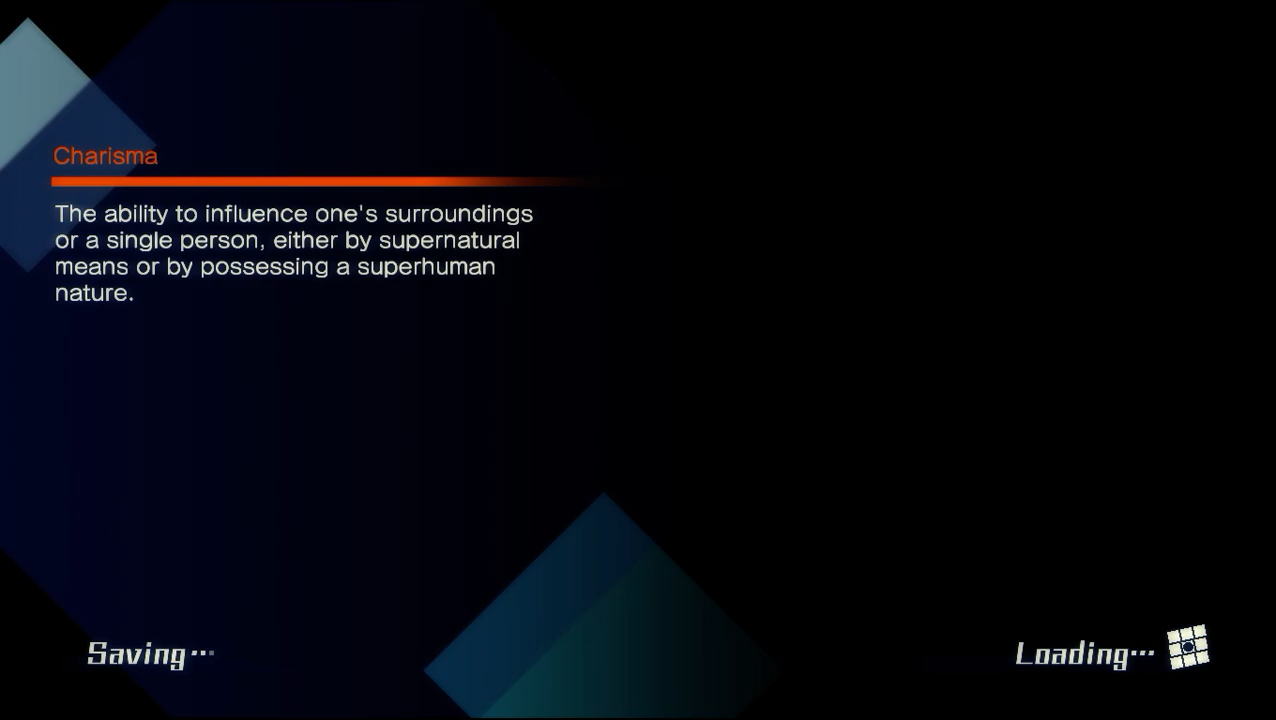 Charisma
The ability to influence one's surroundings
or a single person, either by supernatural
means or by possessing a superhuman
nature.
Saving···
Loading···